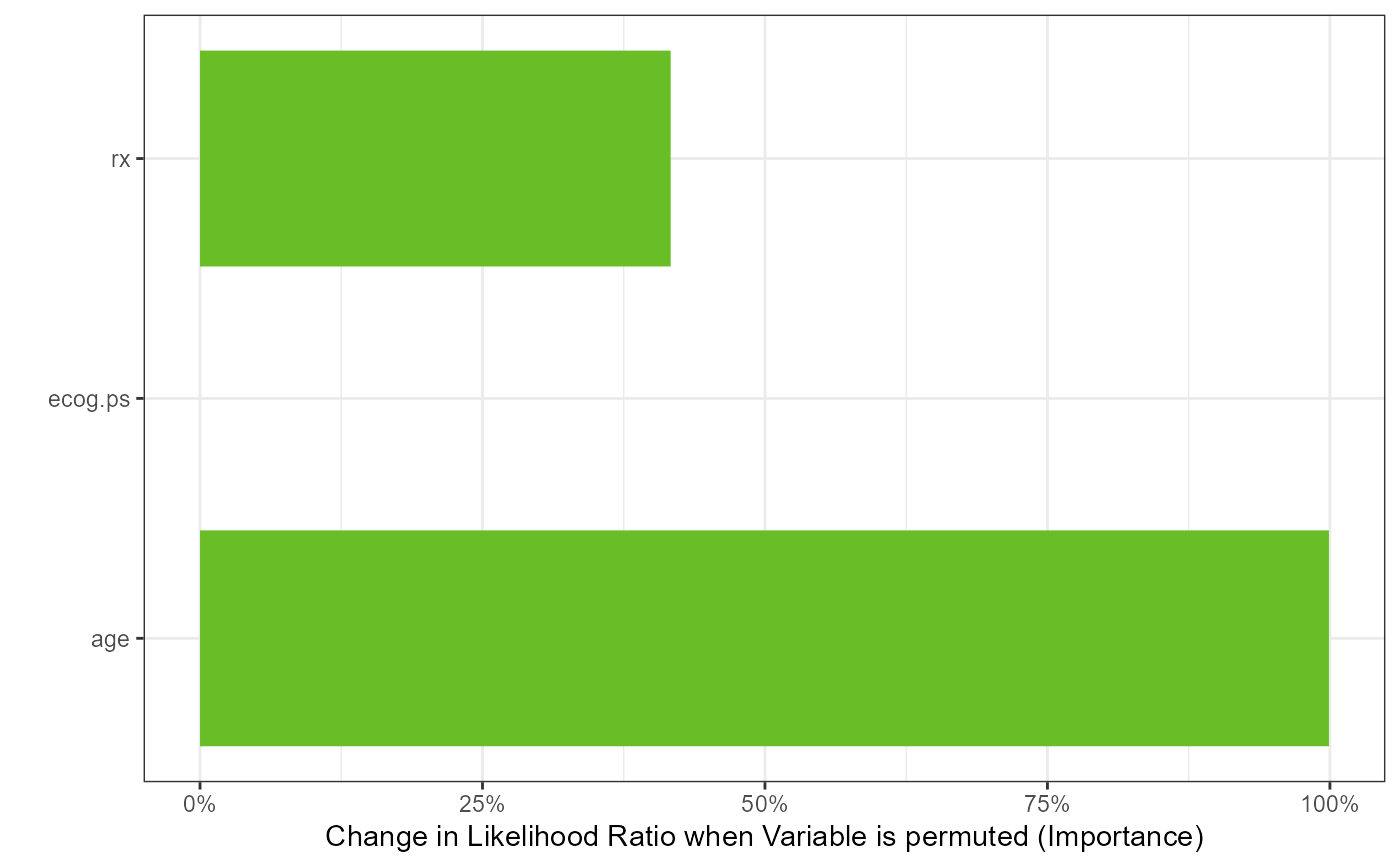 rx
ecog.ps
age
0% 25% 50% 75% 100%
Change in Likelihood Ratio when Variable is permuted (Importance)